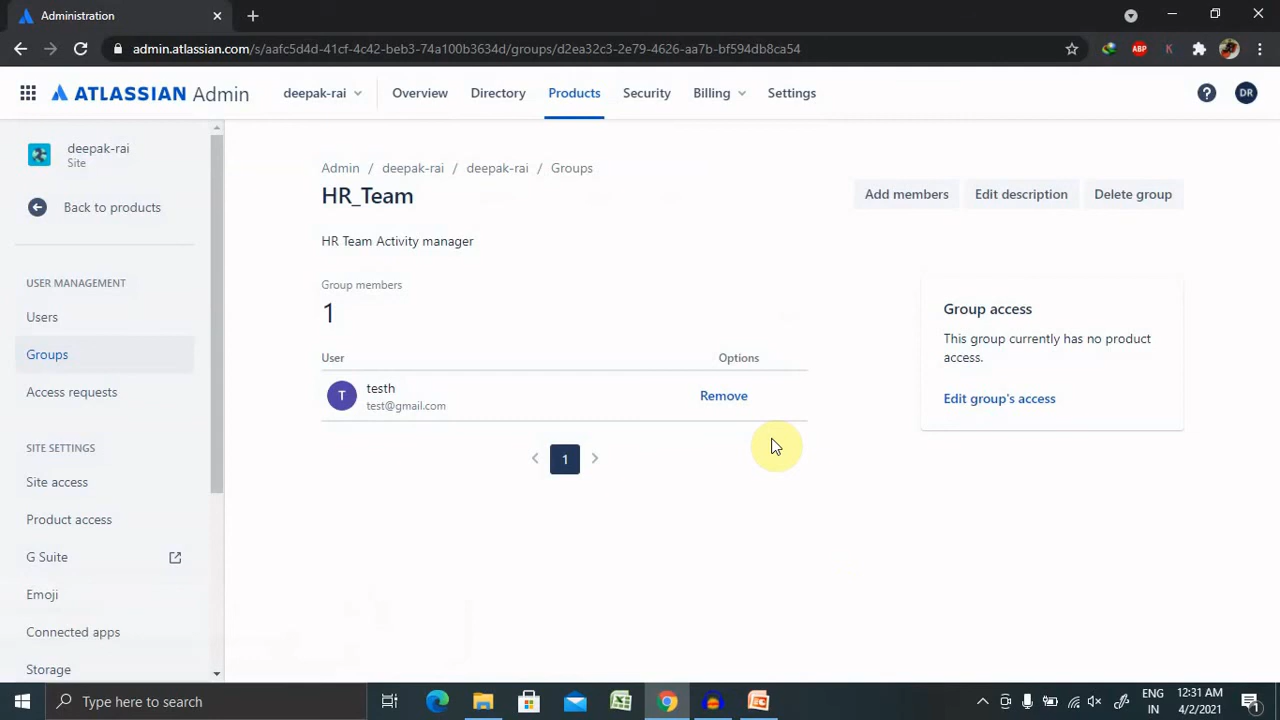 Administration
admin.atlassian.com/s/aafc5d4d-41cf-4c42-beb3-74a100b3634d/groups/d2ea32c3-2e79-4626-aa7b-bf594db8ca54
ABP
K
ATLASSIAN Admin
deepak-rai
Overview
Directory
Products
Security
Billing
Settings
?
DR
deepak-rai
Site
Back to products
USER MANAGEMENT
Users
Groups
Access requests
SITE SETTINGS
Site access
Product access
G Suite
Emoji
Connected apps
Storage
Admin / deepak-rai / deepak-rai / Groups
HR_Team
Add members
Edit description
Delete group
HR Team Activity manager
Group members
1
User
Options
T
testh
test@gmail.com
Remove
1
Group access
This group currently has no product
access.
Edit group's access
Type here to search
ENG
IN
12:31 AM
4/2/2021
1